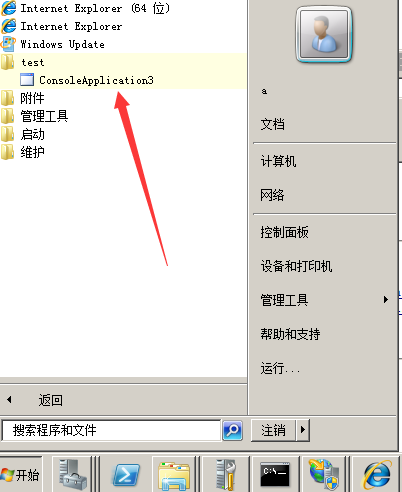 Internet Explorer (64 位)
Internet Explorer
Windows Update
test
ConsoleApplication3
附件
管理工具
启动
维护
返回
搜索程序和文件
a
文档
计算机
网络
控制面板
设备和打印机
管理工具
帮助和支持
运行...
注销
开始
C:\_